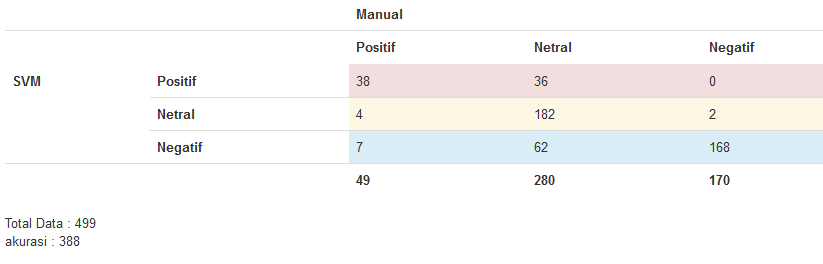 Manual
Positif Netral Negatif
SVM Positif 38 36 0
Netral 4 182 2
Negatif 7 62 168
49 280 170
Total Data : 499
akurasi : 388